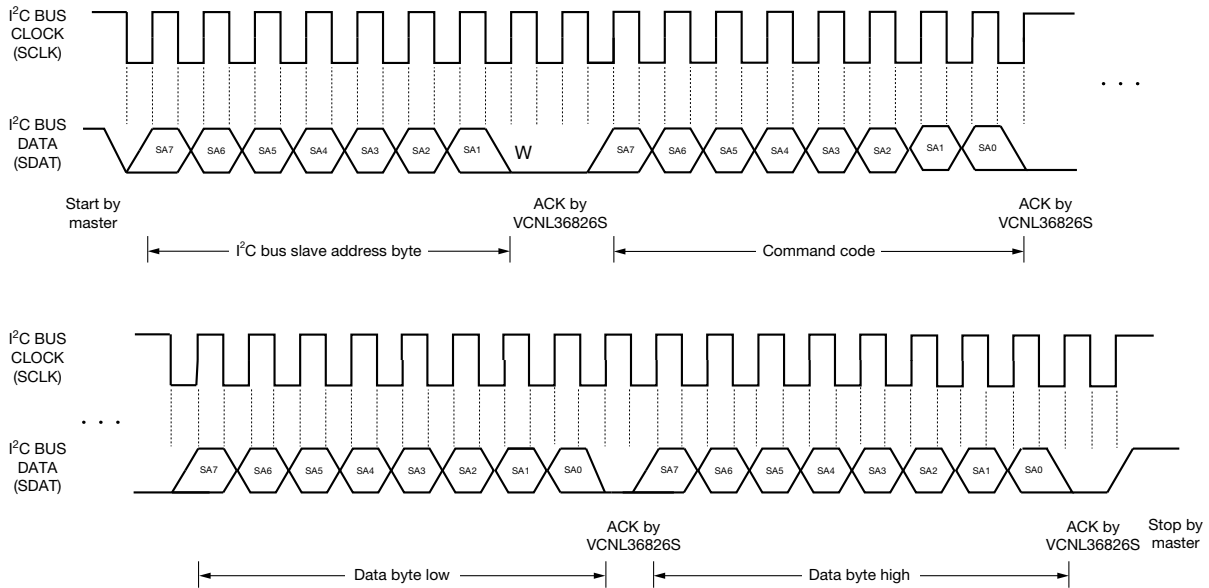 I²C BUS
CLOCK
(SCLK)
. . .
I²C BUS
DATA
(SDAT)
SA7 SA6 SA5 SA4 SA3 SA2 SA1 W SA7 SA6 SA5 SA4 SA3 SA2 SA1 SA0
Start by
master
ACK by
VCNL36826S
ACK by
VCNL36826S
I²C bus slave address byte
Command code
I²C BUS
CLOCK
(SCLK)
. . .
I²C BUS
DATA
(SDAT)
SA7 SA6 SA5 SA4 SA3 SA2 SA1 SA0 SA7 SA6 SA5 SA4 SA3 SA2 SA1 SA0
ACK by
VCNL36826S
ACK by
VCNL36826S
Stop by
master
Data byte low
Data byte high